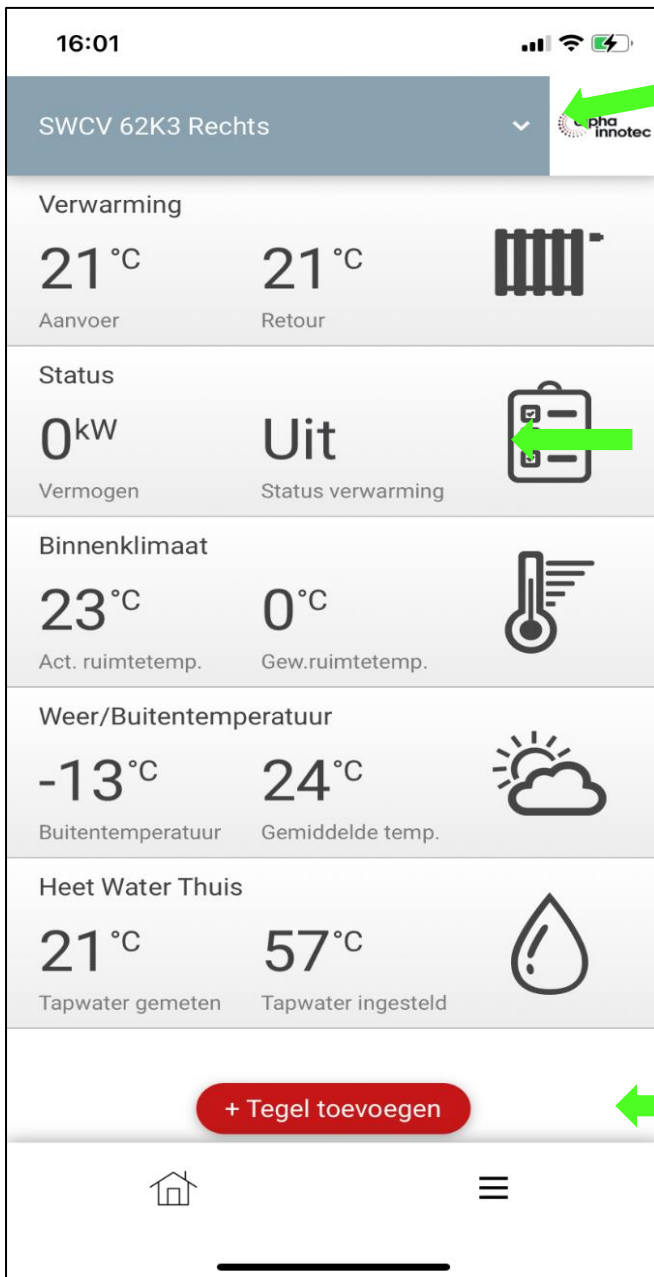 16:01
SWCV 62K3 Rechts
pha
innotec
Verwarming
21°C 21°C
Aanvoer Retour
Status
0kW Uit
Vermogen Status verwarming
Binnenklimaat
23°C 0°C
Act. ruimtetemp. Gew.ruimtetemp.
Weer/Buitentemperatuur
-13°C 24°C
Buitentemperatuur Gemiddelde temp.
Heet Water Thuis
21°C 57°C
Tapwater gemeten Tapwater ingesteld
+ Tegel toevoegen